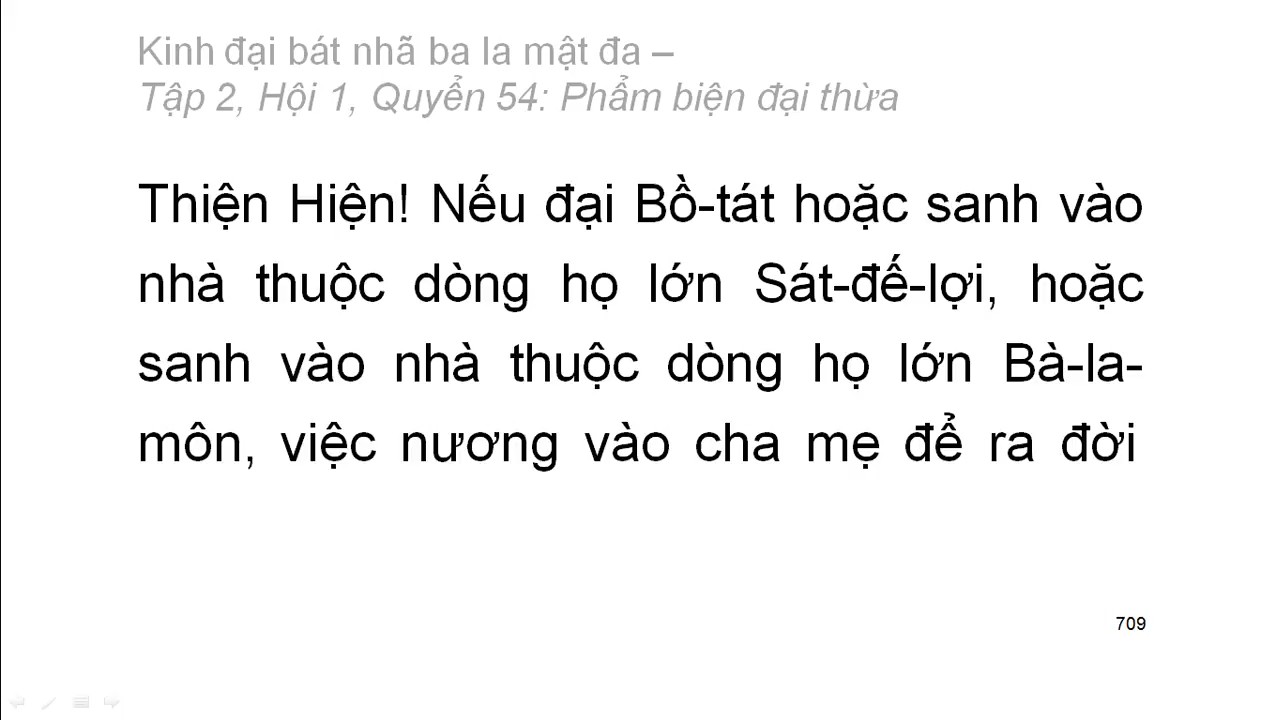 Kinh đại bát nhã ba la mật đa –
Tập 2, Hội 1, Quyển 54: Phẩm biện đại thừa
Thiện Hiện! Nếu đại Bồ-tát hoặc sanh vào
nhà thuộc dòng họ lớn Sát-đế-lợi, hoặc
sanh vào nhà thuộc dòng họ lớn Bà-la-
môn, việc nương vào cha mẹ để ra đời
709